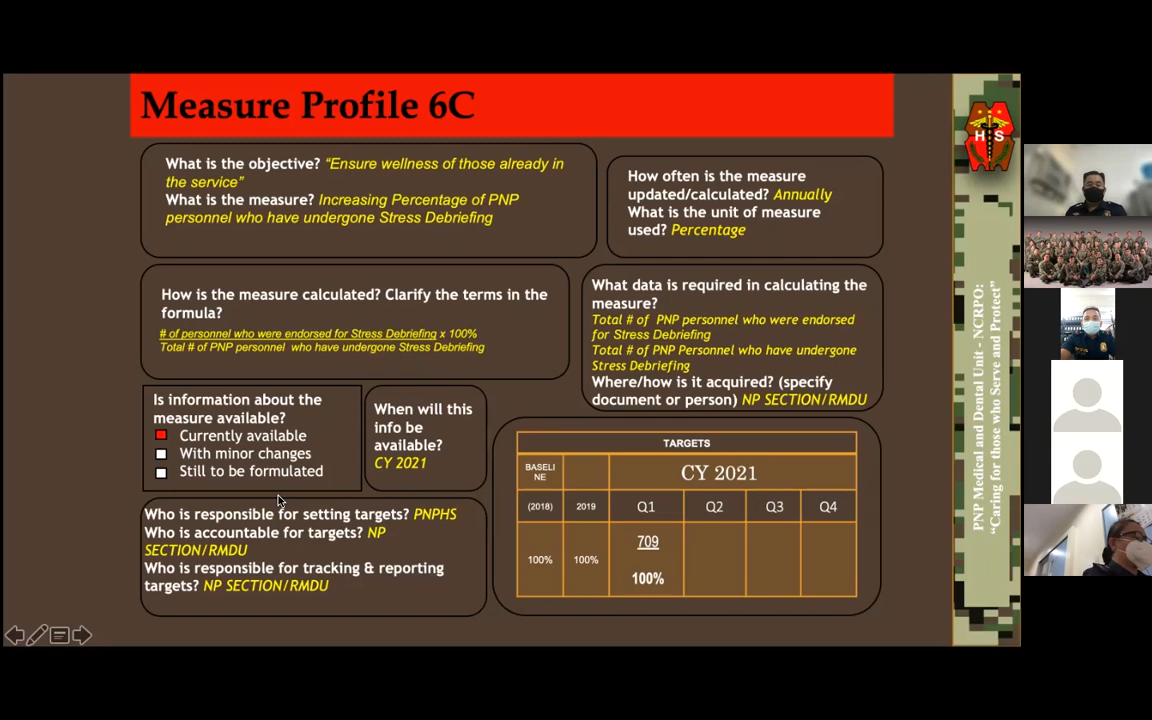 Measure Profile 6C
What is the objective? “Ensure wellness of those already in
the service”
What is the measure? Increasing Percentage of PNP
personnel who have undergone Stress Debriefing
How often is the measure
updated/calculated? Annually
What is the unit of measure
used? Percentage
How is the measure calculated? Clarify the terms in the
formula?
# of personnel who were endorsed for Stress Debriefing x 100%
Total # of PNP personnel who have undergone Stress Debriefing
What data is required in calculating the
measure?
Total # of PNP personnel who were endorsed
for Stress Debriefing
Total # of PNP Personnel who have undergone
Stress Debriefing
Where/how is it acquired? (specify
document or person) NP SECTION/RMDU
Is information about the
measure available?
Currently available
With minor changes
Still to be formulated
When will this
info be
available?
CY 2021
Who is responsible for setting targets? PNPHS
Who is accountable for targets? NP
SECTION/RMDU
Who is responsible for tracking & reporting
targets? NP SECTION/RMDU
TARGETS
BASELI
NE
CY 2021
(2018) 2019 Q1 Q2 Q3 Q4
709
100% 100%
100%
H S
PNP Medical and Dental Unit - NCRPO:
“Caring for those who Serve and Protect”